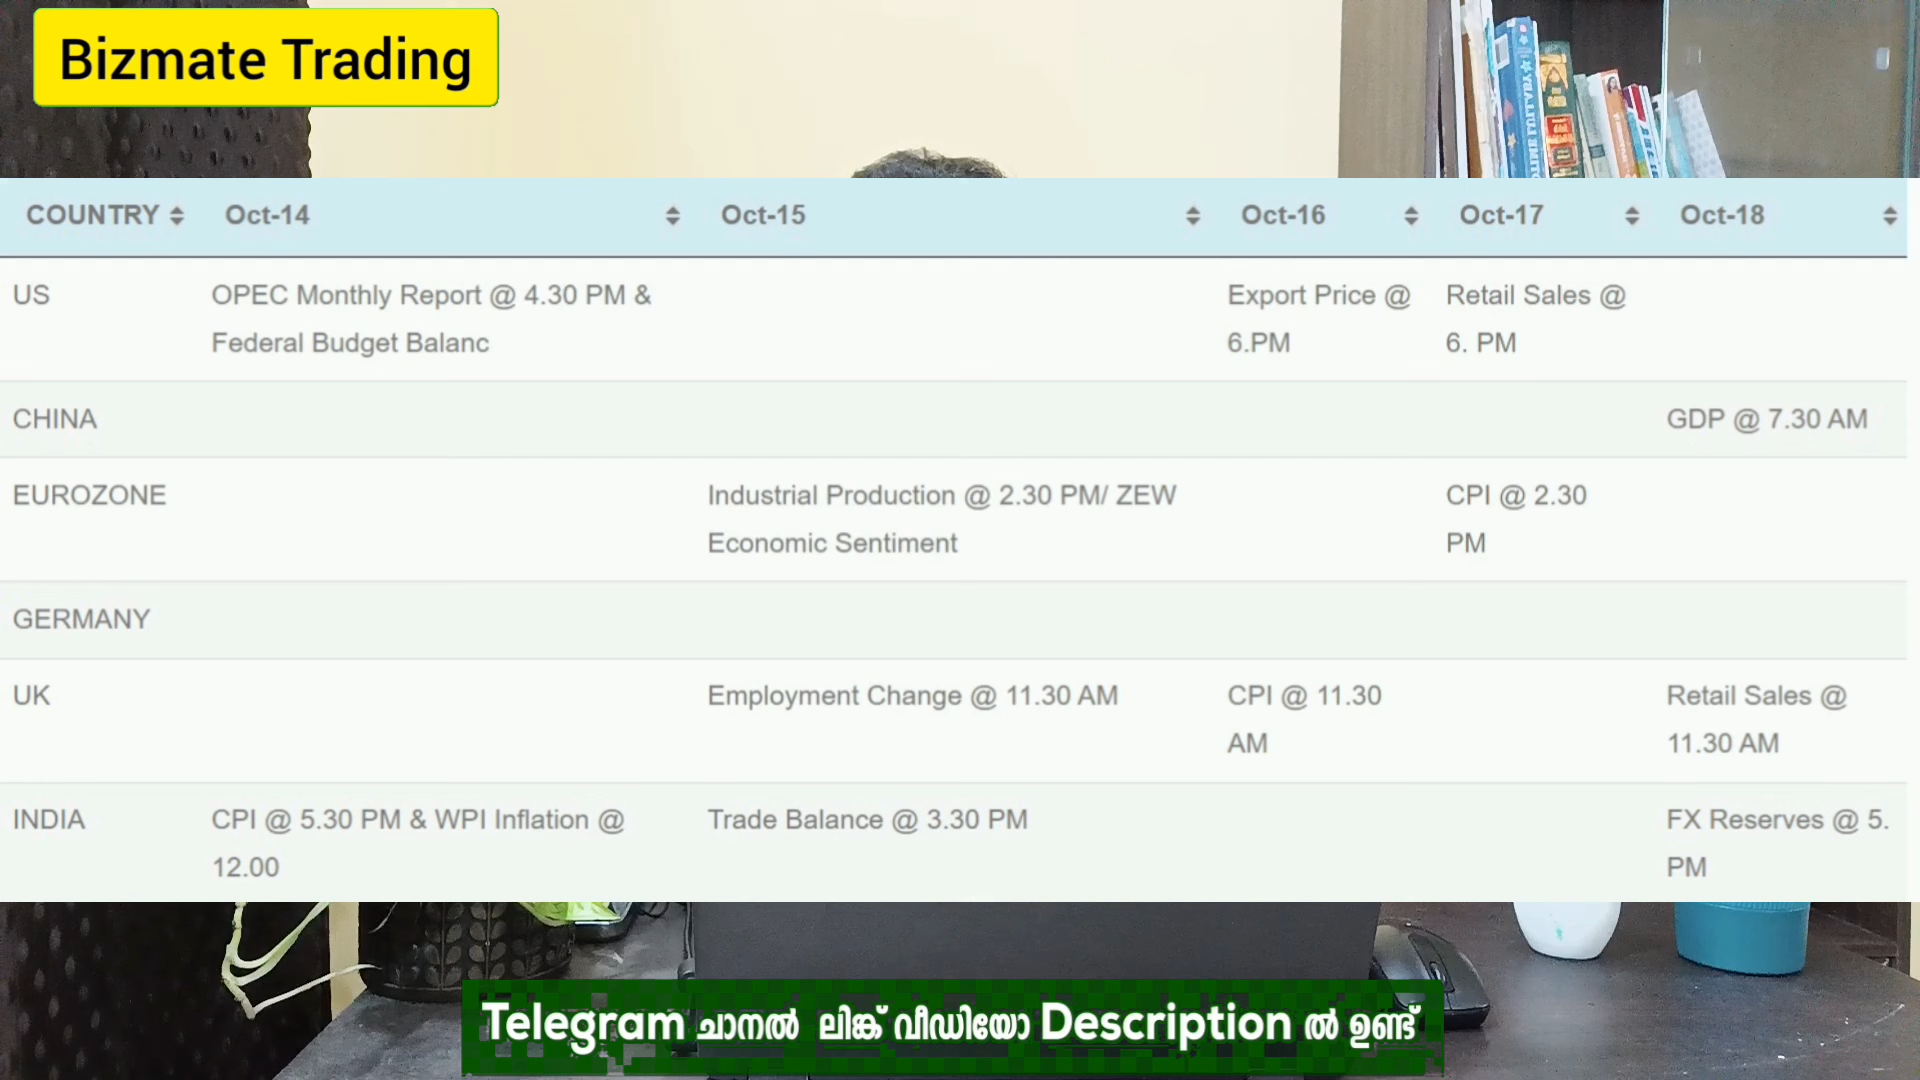 Bizmate Trading
COUNTRY Oct-14 Oct-15 Oct-16 Oct-17 Oct-18
US OPEC Monthly Report @ 4.30 PM & Export Price @ Retail Sales @
Federal Budget Balanc 6.PM 6. PM
CHINA GDP @ 7.30 AM
EUROZONE Industrial Production @ 2.30 PM/ ZEW CPI @ 2.30
Economic Sentiment PM
GERMANY
UK Employment Change @ 11.30 AM CPI @ 11.30 Retail Sales @
AM 11.30 AM
INDIA CPI @ 5.30 PM & WPI Inflation @ Trade Balance @ 3.30 PM FX Reserves @ 5.
12.00 PM
Telegram ചാനൽ ലിങ്ക് വീഡിയോ Description ൽ ഉണ്ട്